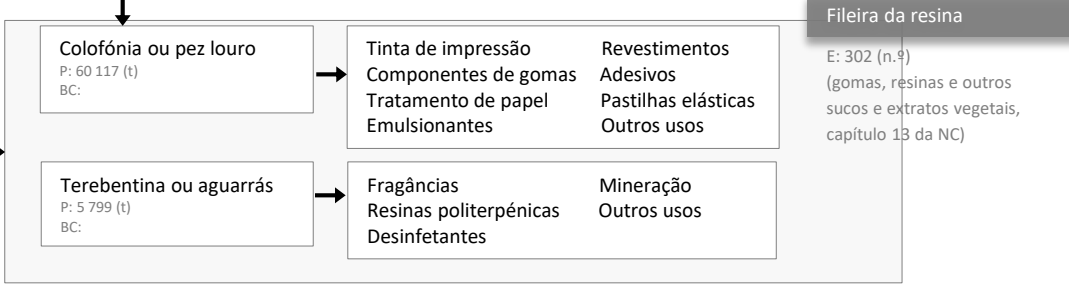 Fileira da resina
E: 302 (n.º)
(gomas, resinas e outros
sucos e extratos vegetais,
capítulo 13 da NC)
Colofónia ou pez louro
P: 60 117 (t)
BC:
Tinta de impressão
Componentes de gomas
Tratamento de papel
Emulsionantes
Revestimentos
Adesivos
Pastilhas elásticas
Outros usos
Terebentina ou aguarrás
P: 5 799 (t)
BC:
Fragâncias
Resinas politerpénicas
Desinfetantes
Mineração
Outros usos